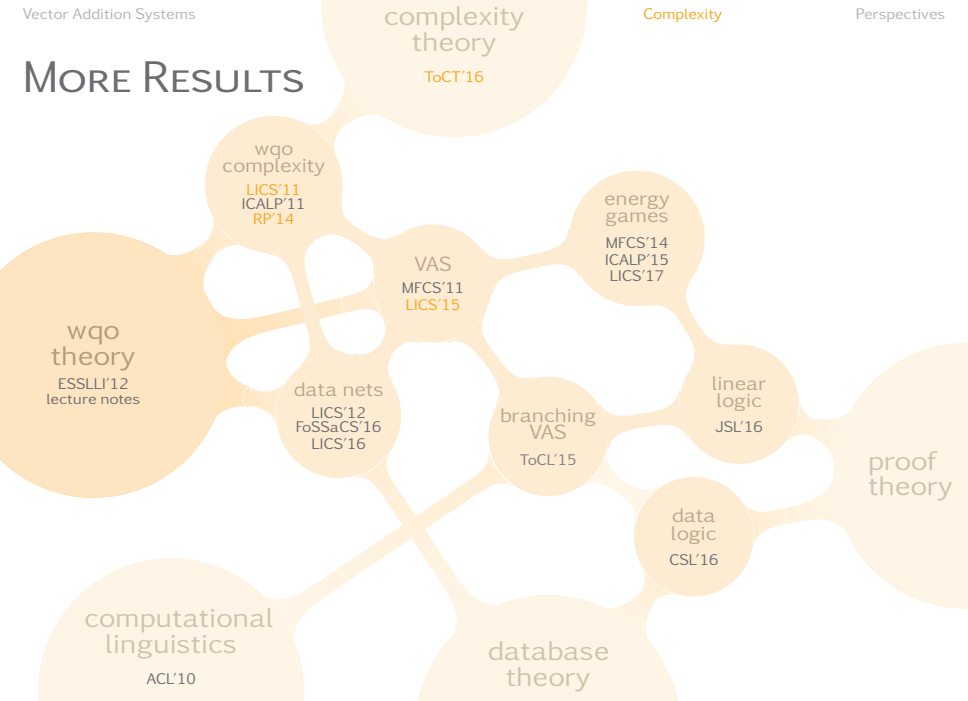 Vector Addition Systems
Complexity
Perspectives
More Results
complexity
theory
ToCT'16
wqo
complexity
LICS'11
ICALP'11
RP'14
energy
games
MFCS'14
ICALP'15
LICS'17
VAS
MFCS'11
LICS'15
wqo
theory
ESSLLI'12
lecture notes
data nets
LICS'12
FoSSaCS'16
LICS'16
branching
VAS
ToCL'15
linear
logic
JSL'16
proof
theory
data
logic
CSL'16
computational
linguistics
ACL'10
database
theory